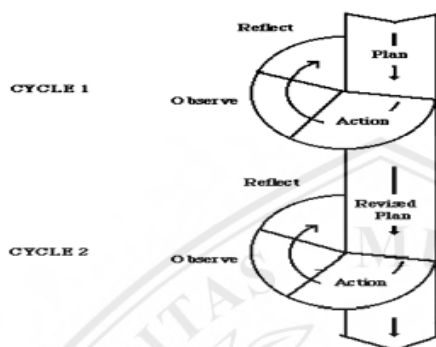 Reflect
Plan
CYCLE 1
Observe
Action
Reflect
Revised
Plan
CYCLE 2
Observe
Action